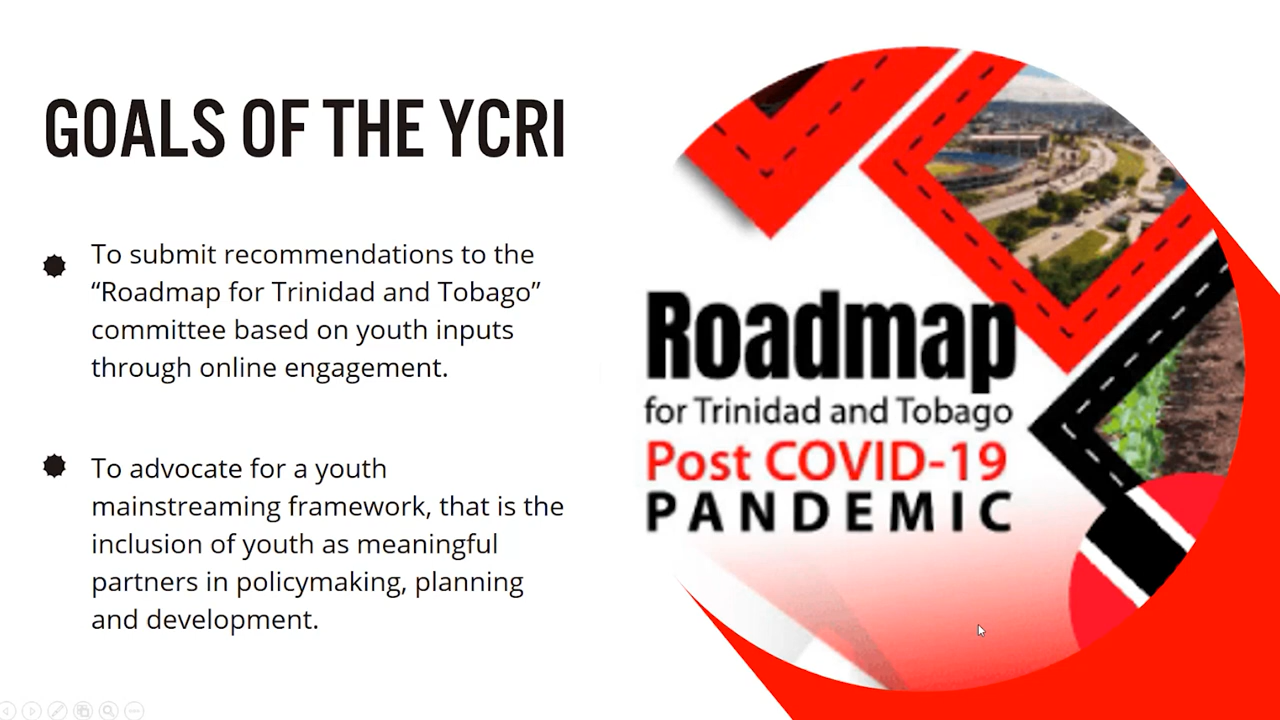 GOALS OF THE YCRI
To submit recommendations to the
“Roadmap for Trinidad and Tobago”
committee based on youth inputs
through online engagement.
To advocate for a youth
mainstreaming framework, that is the
inclusion of youth as meaningful
partners in policymaking, planning
and development.
Roadmap
for Trinidad and Tobago
Post COVID-19
PANDEMIC